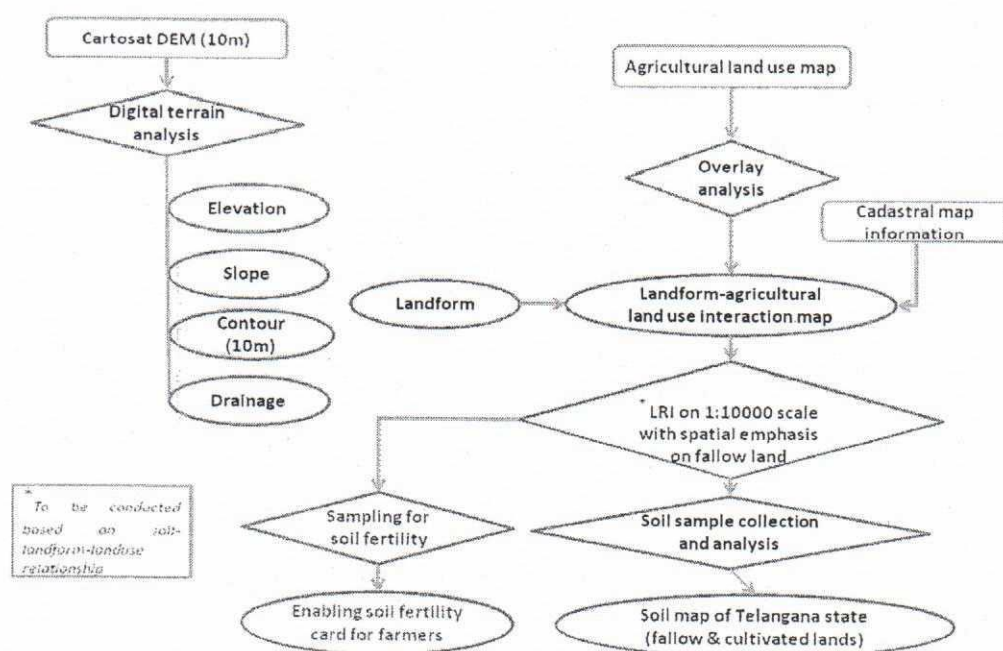 Cartosat DEM (10m)
Digital terrain
analysis
Elevation
Slope
Contour
(10m)
Drainage
Agricultural land use map
Overlay
analysis
Cadastral map
information
Landform
Landform-agricultural
land use interaction map
* LRI on 1:10000 scale
with spatial emphasis
on fallow land
Sampling for
soil fertility
Soil sample collection
and analysis
Enabling soil fertility
card for farmers
Soil map of Telangana state
(fallow & cultivated lands)
*
To be conducted
based on soil-
landform-landuse
relationship